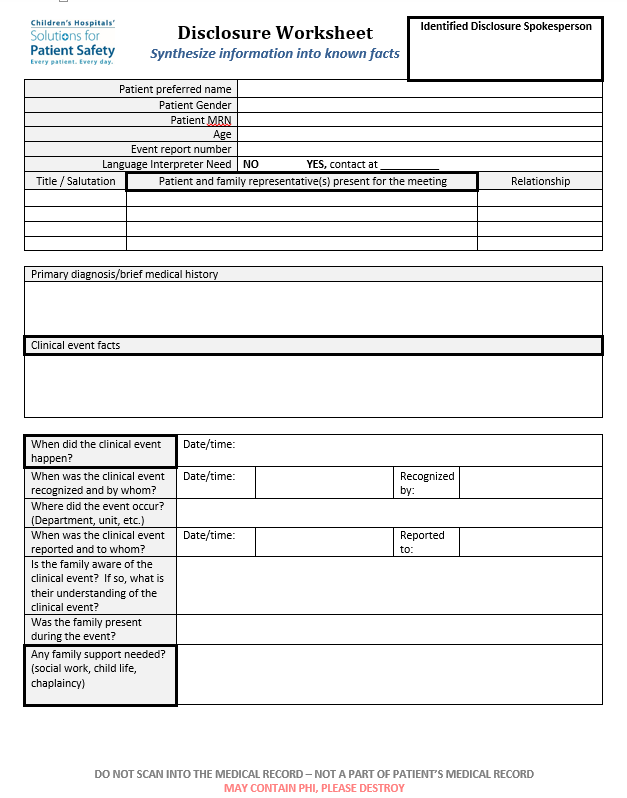 Children's Hospitals'
Solutions for
Patient Safety
Every patient. Every day.
Disclosure Worksheet
Synthesize information into known facts
Identified Disclosure Spokesperson
Patient preferred name
Patient Gender
Patient MRN
Age
Event report number
Language Interpreter Need NO YES, contact at __________
Title / Salutation Patient and family representative(s) present for the meeting Relationship
Primary diagnosis/brief medical history
Clinical event facts
When did the clinical event Date/time:
happen?
When was the clinical event Date/time: Recognized
recognized and by whom? by:
Where did the event occur?
(Department, unit, etc.)
When was the clinical event Date/time: Reported
reported and to whom? to:
Is the family aware of the
clinical event? If so, what is
their understanding of the
clinical event?
Was the family present
during the event?
Any family support needed?
(social work, child life,
chaplaincy)
DO NOT SCAN INTO THE MEDICAL RECORD – NOT A PART OF PATIENT'S MEDICAL RECORD
MAY CONTAIN PHI, PLEASE DESTROY